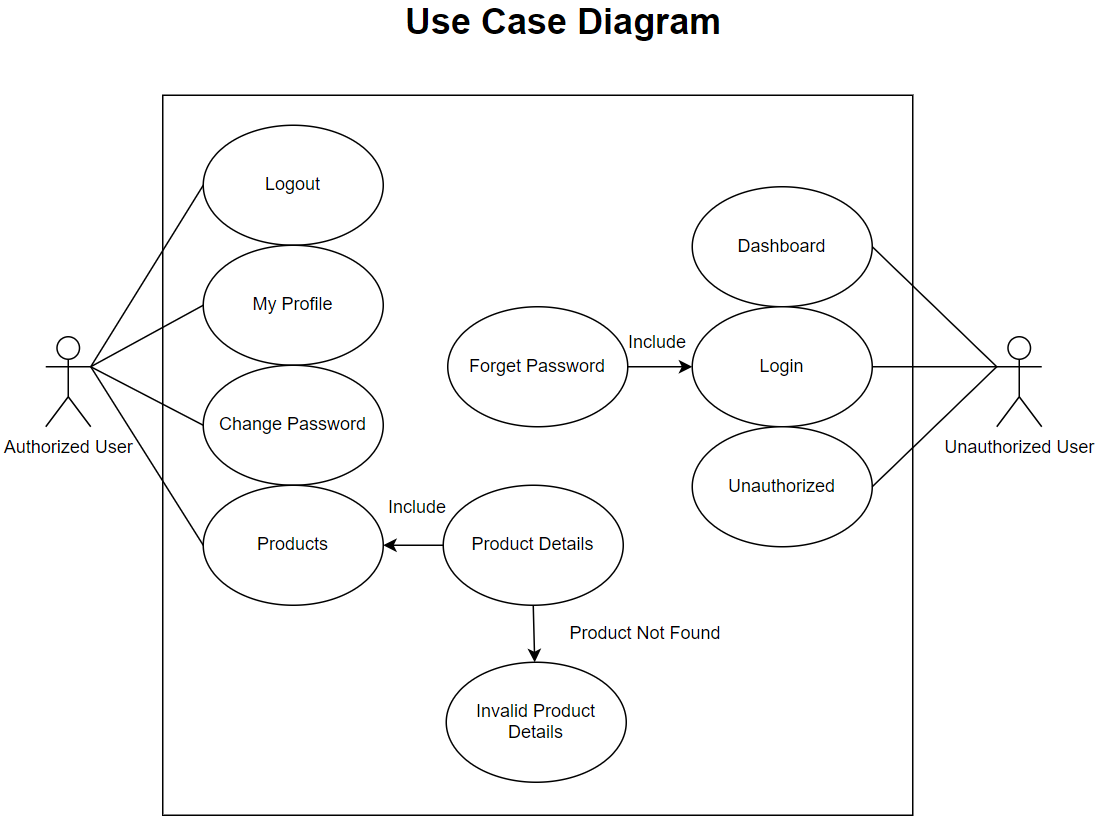 Use Case Diagram
Logout
Dashboard
My Profile
Include
Forget Password
Login
Change Password
Authorized User
Unauthorized User
Unauthorized
Include
Products
Product Details
Product Not Found
Invalid Product
Details